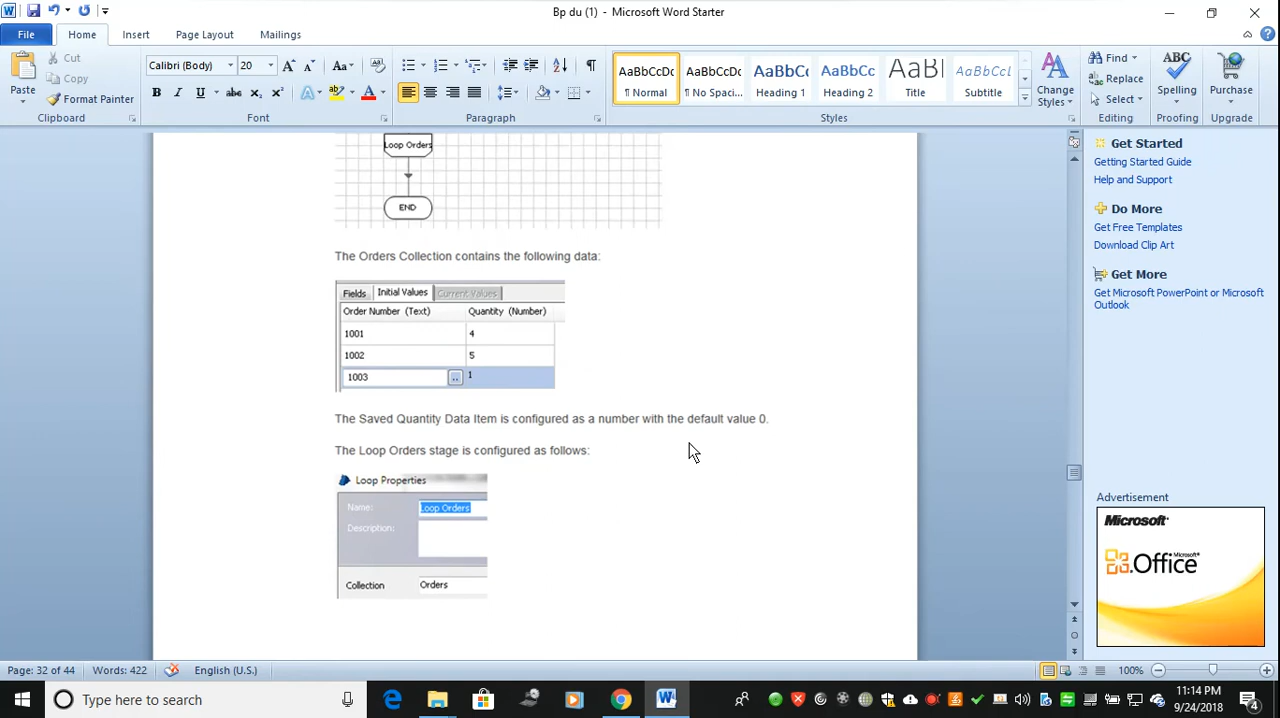 Bp du (1) - Microsoft Word Starter
File
Home
Insert
Page Layout
Mailings
Paste
Cut
Copy
Format Painter
Clipboard
Calibri (Body)
20
Font
Paragraph
AaBbCcDc
¶ Normal
AaBbCcDc
¶ No Spaci...
AaBbCc
Heading 1
AaBbCc
Heading 2
AaBl
Title
AaBbCcl
Subtitle
Change
Styles
Styles
Find
Replace
Select
Editing
Spelling
Proofing
Purchase
Upgrade
Loop Orders
END
The Orders Collection contains the following data:
Fields Initial Values Current Values
Order Number (Text) Quantity (Number)
1001 4
1002 5
1003 1
The Saved Quantity Data Item is configured as a number with the default value 0.
The Loop Orders stage is configured as follows:
Loop Properties
Name: Loop Orders
Description:
Collection Orders
Get Started
Getting Started Guide
Help and Support
Do More
Get Free Templates
Download Clip Art
Get More
Get Microsoft PowerPoint or Microsoft
Outlook
Advertisement
Microsoft
Microsoft
Office
Page: 32 of 44
Words: 422
English (U.S.)
100%
Type here to search
11:14 PM
9/24/2018
4